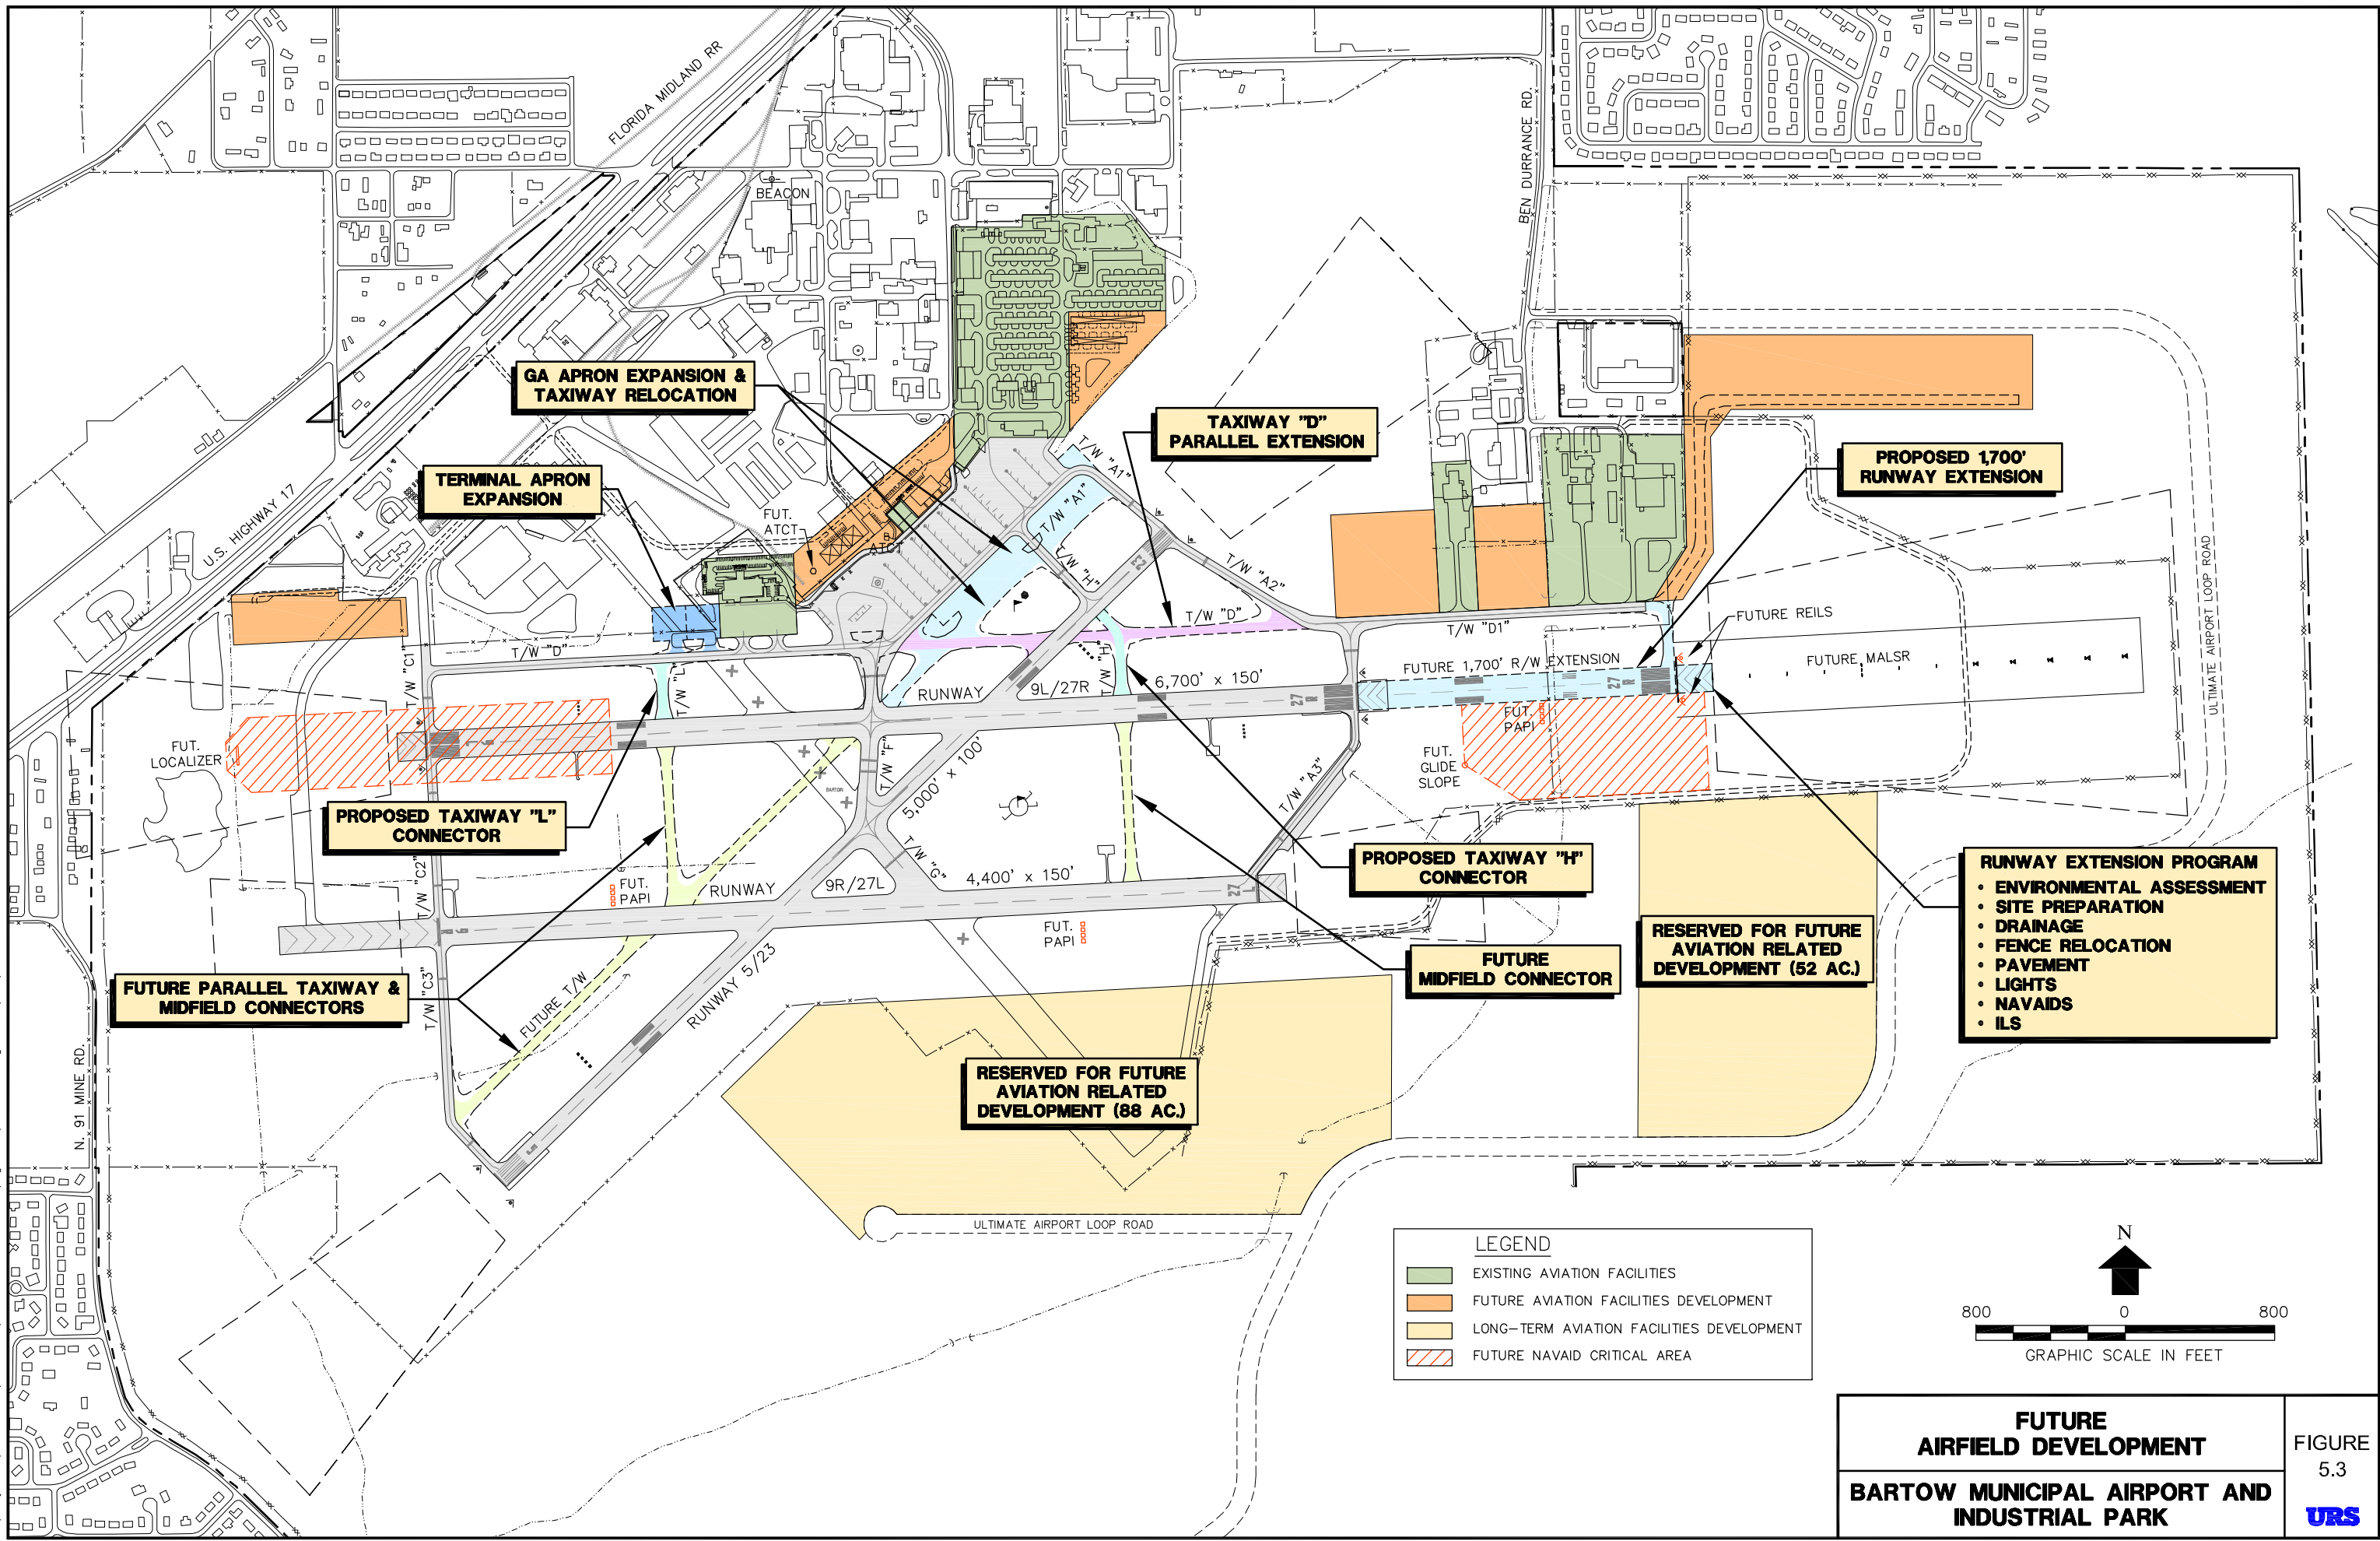 FLORIDA MIDLAND RR
BEACON
BEN DURRANCE RD.
U.S. HIGHWAY 17
GA APRON EXPANSION &
TAXIWAY RELOCATION
TERMINAL APRON
EXPANSION
TAXIWAY "D"
PARALLEL EXTENSION
PROPOSED 1,700'
RUNWAY EXTENSION
FUT.
ATCT
ATCT
T/W "A1"
T/W "A1"
T/W "H"
22
T/W "A2"
T/W "D"
T/W "D1"
FUTURE REILS
FUTURE MALSR
FUTURE 1,700' R/W EXTENSION
27
R
ULTIMATE AIRPORT LOOP ROAD
T/W "C1"
T/W "D"
T/W "L"
T/W "H"
RUNWAY
9L/27R
6,700' x 150'
27
R
FUT.
PAPI
FUT.
LOCALIZER
FUT.
GLIDE
SLOPE
T/W "F"
5,000' x 100'
T/W "A3"
PROPOSED TAXIWAY "L"
CONNECTOR
PROPOSED TAXIWAY "H"
CONNECTOR
T/W "C2"
FUT.
PAPI
RUNWAY
9R/27L
T/W "G"
4,400' x 150'
27
L
FUT.
PAPI
FUTURE
MIDFIELD CONNECTOR
RESERVED FOR FUTURE
AVIATION RELATED
DEVELOPMENT (52 AC.)
RUNWAY EXTENSION PROGRAM
• ENVIRONMENTAL ASSESSMENT
• SITE PREPARATION
• DRAINAGE
• FENCE RELOCATION
• PAVEMENT
• LIGHTS
• NAVAIDS
• ILS
FUTURE PARALLEL TAXIWAY &
MIDFIELD CONNECTORS
T/W "C3"
FUTURE T/W
RUNWAY 5/23
N. 91 MINE RD.
RESERVED FOR FUTURE
AVIATION RELATED
DEVELOPMENT (88 AC.)
ULTIMATE AIRPORT LOOP ROAD
LEGEND
EXISTING AVIATION FACILITIES
FUTURE AVIATION FACILITIES DEVELOPMENT
LONG-TERM AVIATION FACILITIES DEVELOPMENT
FUTURE NAVAID CRITICAL AREA
N
800 0 800
GRAPHIC SCALE IN FEET
FUTURE
AIRFIELD DEVELOPMENT
BARTOW MUNICIPAL AIRPORT AND
INDUSTRIAL PARK
FIGURE
5.3
URS